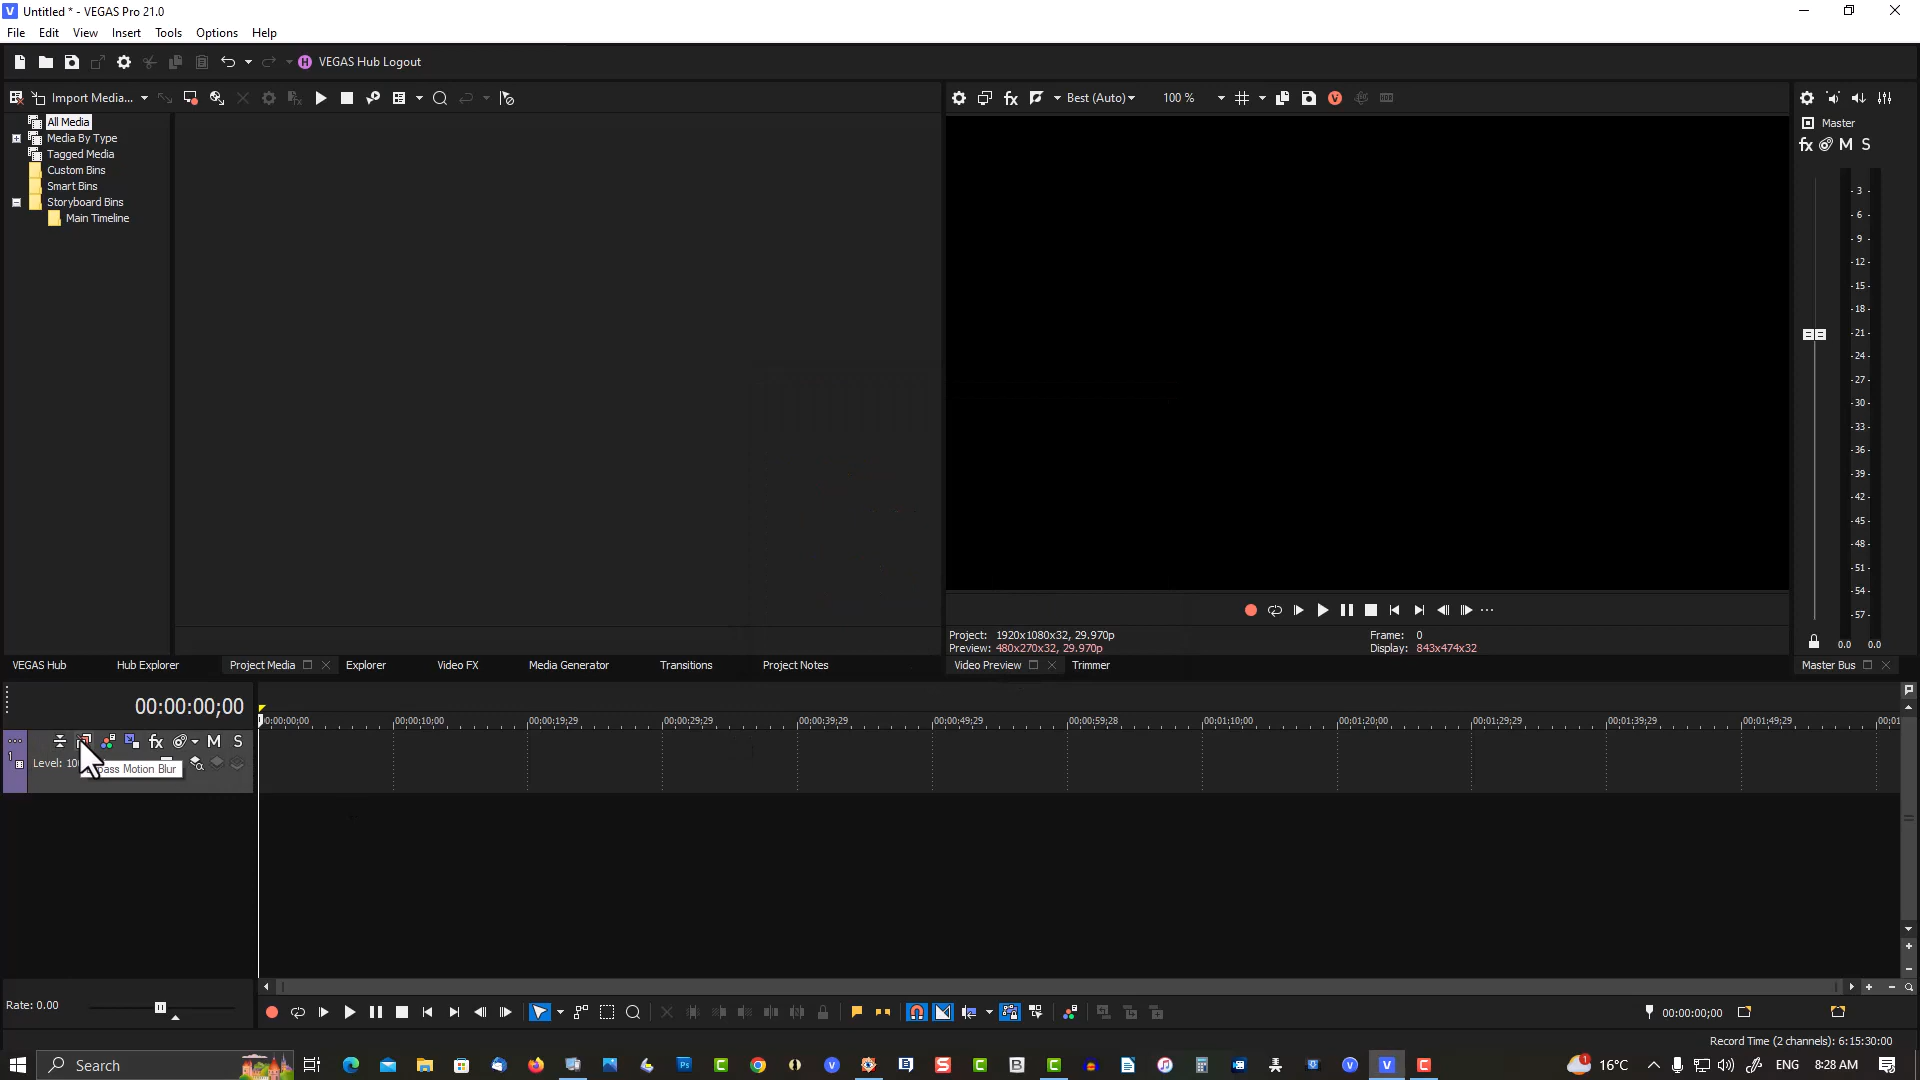 Untitled * - VEGAS Pro 21.0
File Edit View Insert Tools Options Help
VEGAS Hub Logout
Import Media...
Best (Auto) 100 %
All Media
Media By Type
Tagged Media
Custom Bins
Smart Bins
Storyboard Bins
Main Timeline
Master
fx M S
- 3 -
- 6 -
- 9 -
- 12 -
- 15 -
- 18 -
- 21 -
- 24 -
- 27 -
- 30 -
- 33 -
- 36 -
- 39 -
- 42 -
- 45 -
- 48 -
- 51 -
- 54 -
- 57 -
0.0 0.0
Project: 1920x1080x32, 29.970p
Preview: 480x270x32, 29.970p
Frame: 0
Display: 843x474x32
VEGAS Hub Hub Explorer Project Media Explorer Video FX Media Generator Transitions Project Notes
Video Preview Trimmer
Master Bus
00:00:00;00
00:00:10;00 00:00:19;29 00:00:29;29 00:00:39;29 00:00:49;29 00:00:59;28 00:01:10;00 00:01:20;00 00:01:29;29 00:01:39;29 00:01:49;29
fx M S
1
Level:
Motion Blur
Rate: 0.00
00:00:00;00
Record Time (2 channels): 6:15:30:00
Search
16°C ENG 8:28 AM